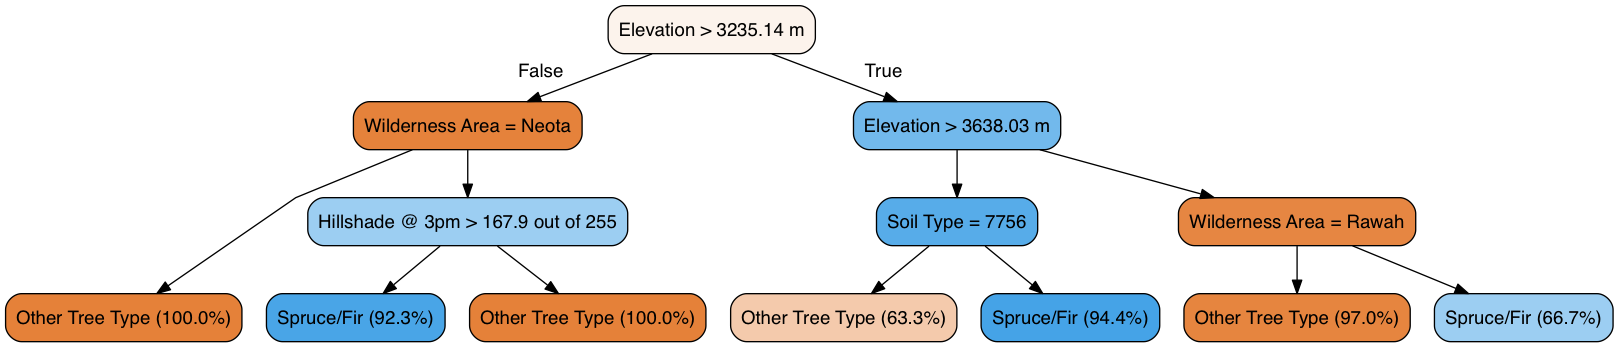 Elevation > 3235.14 m
False
True
Wilderness Area = Neota
Elevation > 3638.03 m
Hillshade @ 3pm > 167.9 out of 255
Soil Type = 7756
Wilderness Area = Rawah
Other Tree Type (100.0%)
Spruce/Fir (92.3%)
Other Tree Type (100.0%)
Other Tree Type (63.3%)
Spruce/Fir (94.4%)
Other Tree Type (97.0%)
Spruce/Fir (66.7%)